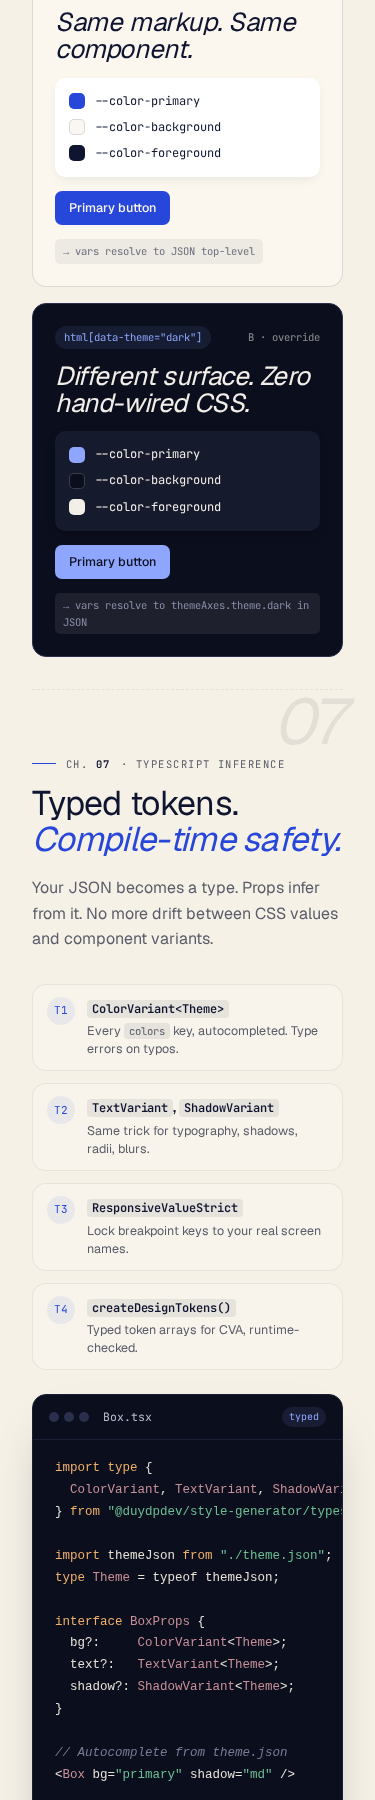 Same markup. Same
component.
--color-primary
--color-background
--color-foreground
Primary button
→ vars resolve to JSON top-level
html[data-theme="dark"]
B · override
Different surface. Zero
hand-wired CSS.
--color-primary
--color-background
--color-foreground
Primary button
→ vars resolve to themeAxes.theme.dark in
JSON
07
CH. 07 · TYPESCRIPT INFERENCE
Typed tokens.
Compile-time safety.
Your JSON becomes a type. Props infer
from it. No more drift between CSS values
and component variants.
T1
ColorVariant<Theme>
Every colors key, autocompleted. Type
errors on typos.
T2
TextVariant, ShadowVariant
Same trick for typography, shadows,
radii, blurs.
T3
ResponsiveValueStrict
Lock breakpoint keys to your real screen
names.
T4
createDesignTokens()
Typed token arrays for CVA, runtime-
checked.
Box.tsx
typed
import type {
ColorVariant, TextVariant, ShadowVari
} from "@duydpdev/style-generator/types
import themeJson from "./theme.json";
type Theme = typeof themeJson;
interface BoxProps {
bg?: ColorVariant<Theme>;
text?: TextVariant<Theme>;
shadow?: ShadowVariant<Theme>;
}
// Autocomplete from theme.json
<Box bg="primary" shadow="md" />